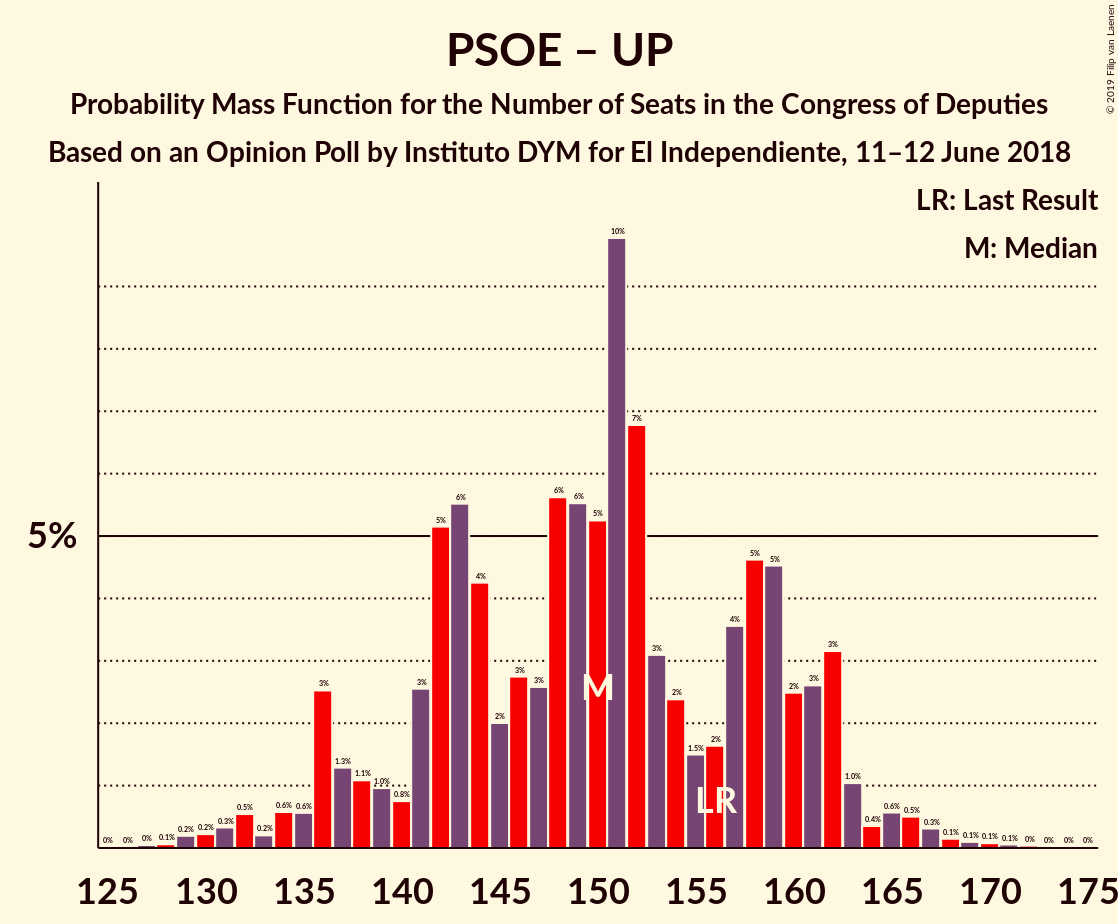 PSOE – UP
Probability Mass Function for the Number of Seats in the Congress of Deputies
Based on an Opinion Poll by Instituto DYM for El Independiente, 11–12 June 2018
© 2019 Filip van Laenen
LR: Last Result
M: Median
5%
0% 0% 0% 0.1% 0.2% 0.2% 0.3% 0.5% 0.2% 0.6% 0.6% 3% 1.3% 1.1% 1.0% 0.8% 3% 5% 6% 4% 2% 3% 3% 6% 6% 5% 10% 7% 3% 2% 1.5% 2% 4% 5% 5% 2% 3% 3% 1.0% 0.4% 0.6% 0.5% 0.3% 0.1% 0.1% 0.1% 0.1% 0% 0% 0% 0%
M
LR
125 130 135 140 145 150 155 160 165 170 175